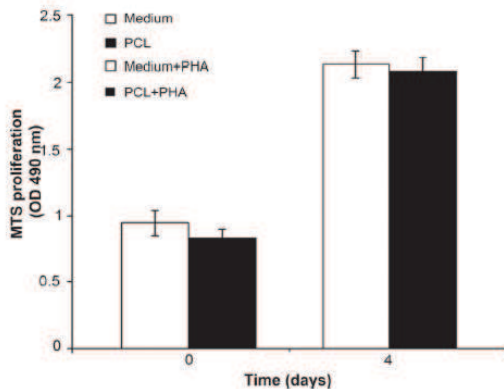 Medium
PCL
Medium+PHA
PCL+PHA
MTS proliferation
(OD 490 nm)
2.5
2
1.5
1
0.5
0
0
4
Time (days)